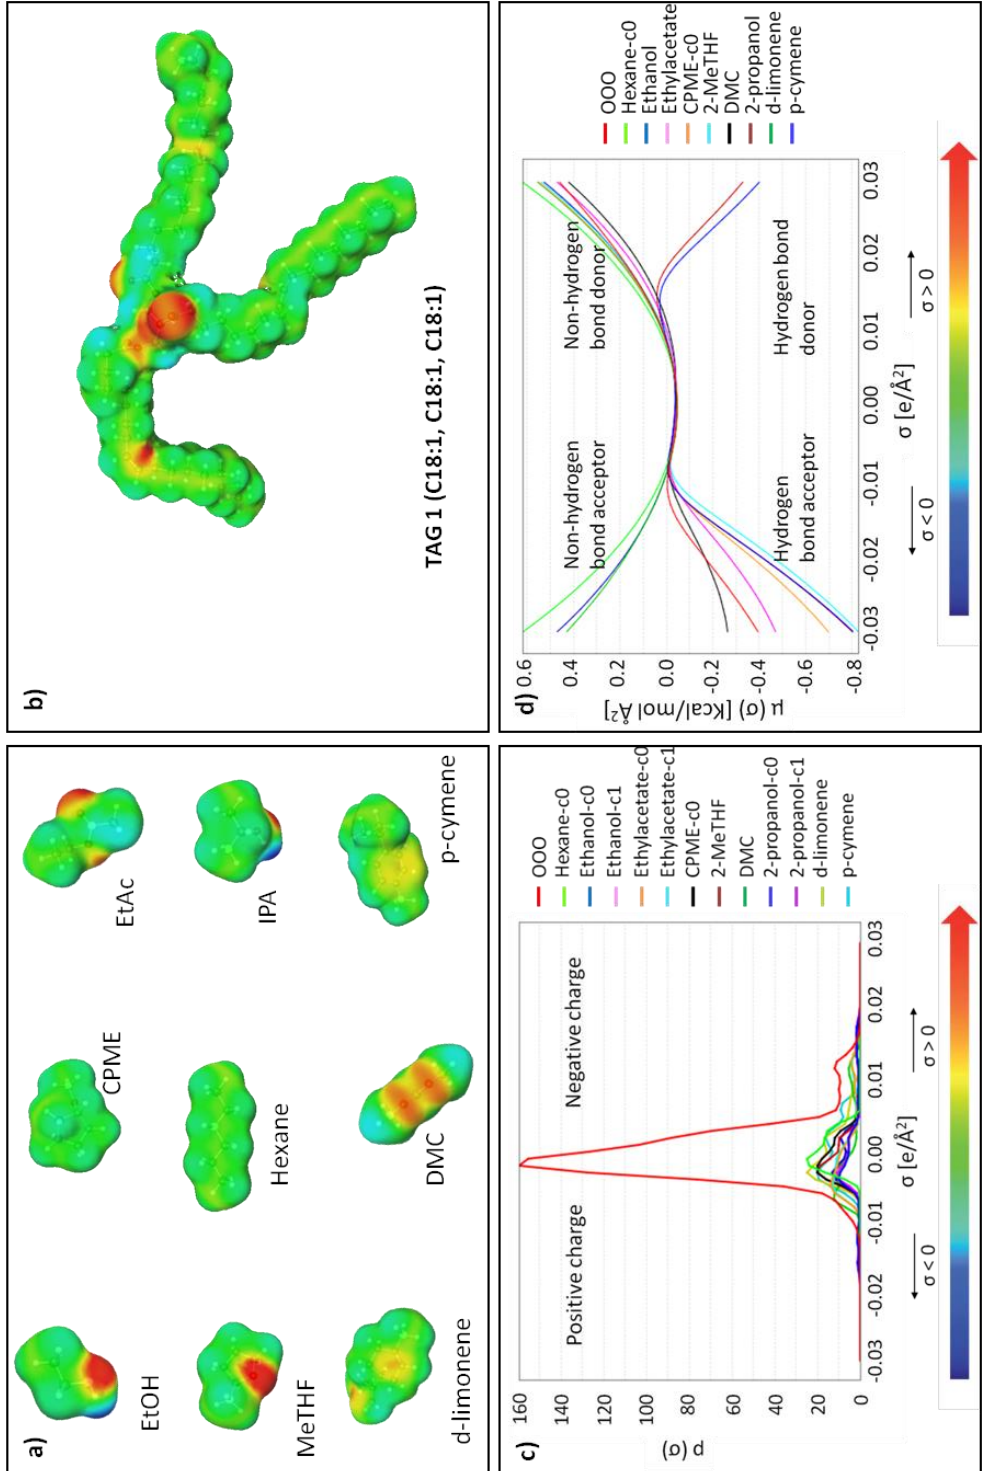 a)
EtOH
CPME
EtAc
MeTHF
Hexane
IPA
d-limonene
DMC
p-cymene
b)
TAG 1 (C18:1, C18:1, C18:1)
c)
p (σ)
160
140
120
100
80
60
40
20
0
Positive charge
Negative charge
-0.03
-0.02
-0.01
0.00
0.01
0.02
0.03
σ < 0
σ [e/Å²]
σ > 0
OOO
Hexane-c0
Ethanol-c0
Ethanol-c1
Ethylacetate-c0
Ethylacetate-c1
CPME-c0
2-MeTHF
DMC
2-propanol-c0
2-propanol-c1
d-limonene
p-cymene
d)
μ (σ) [Kcal/mol Å²]
0.6
0.4
0.2
0.0
-0.2
-0.4
-0.6
-0.8
Non-hydrogen
bond acceptor
Non-hydrogen
bond donor
Hydrogen
bond acceptor
Hydrogen bond
donor
-0.03
-0.02
-0.01
0.00
0.01
0.02
0.03
σ < 0
σ [e/Å²]
σ > 0
OOO
Hexane-c0
Ethanol
Ethylacetate
CPME-c0
2-MeTHF
DMC
2-propanol
d-limonene
p-cymene